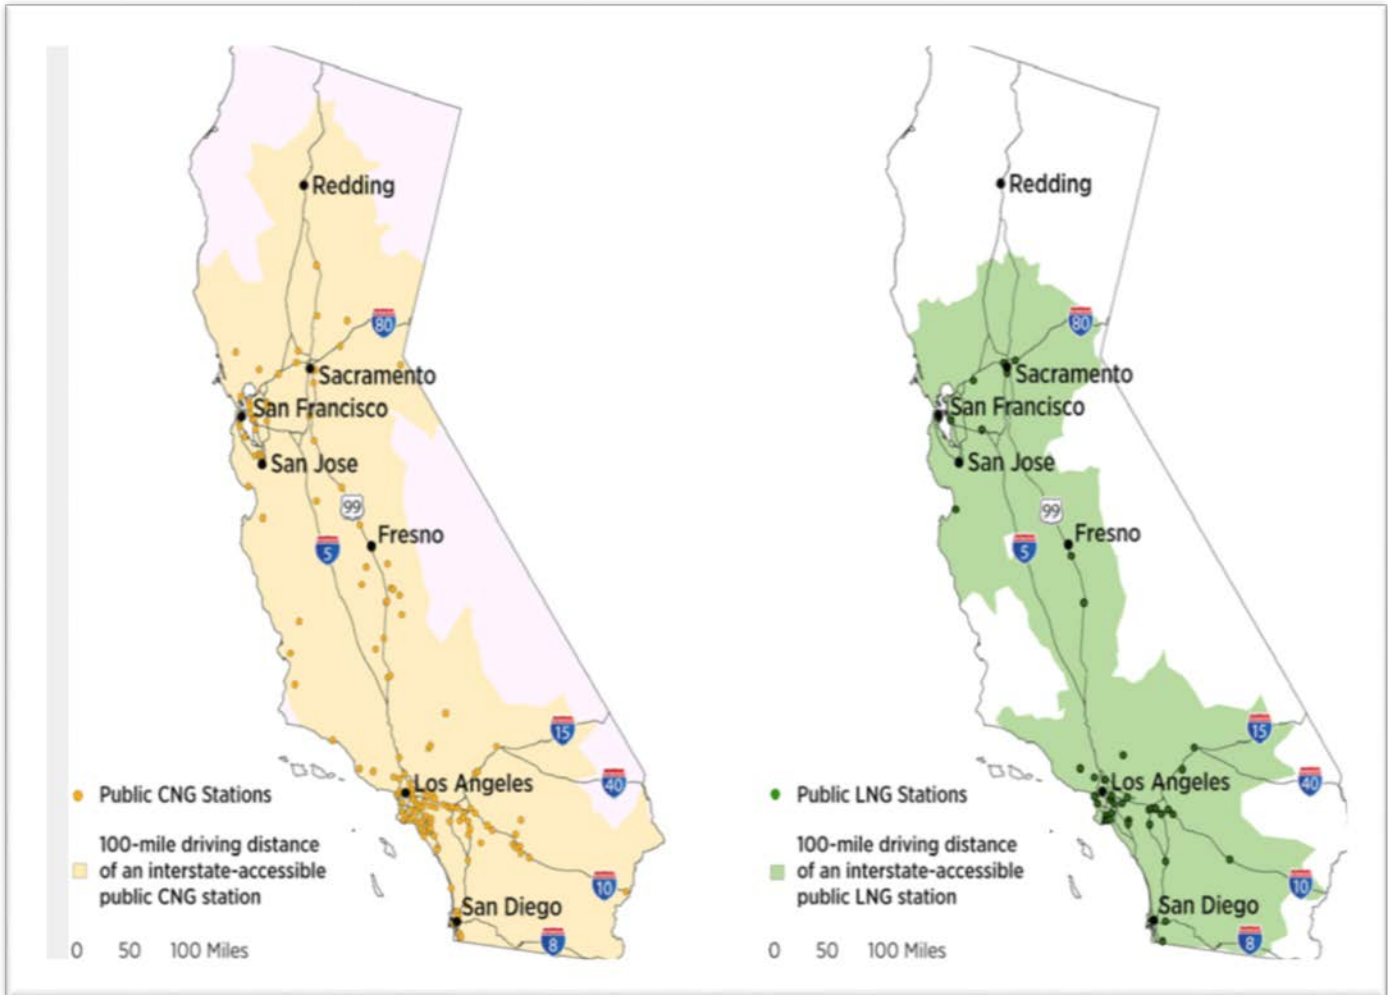 Redding
80
Sacramento
San Francisco
San Jose
99
Fresno
5
15
40
Los Angeles
Public CNG Stations
100-mile driving distance
of an interstate-accessible
public CNG station
10
San Diego
8
0 50 100 Miles
Redding
80
Sacramento
San Francisco
San Jose
99
Fresno
5
15
40
Los Angeles
Public LNG Stations
100-mile driving distance
of an interstate-accessible
public LNG station
10
San Diego
8
0 50 100 Miles